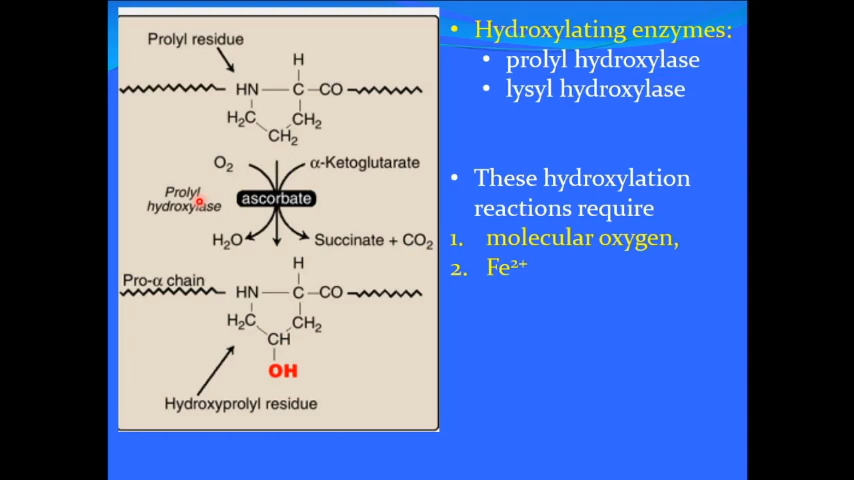 Prolyl residue
H
HN C CO
H₂C CH₂
CH₂
O₂ α-Ketoglutarate
Prolyl
hydroxylase
ascorbate
H₂O Succinate + CO₂
H
Pro-α chain
HN C CO
H₂C CH₂
CH
OH
Hydroxyprolyl residue
• Hydroxylating enzymes:
• prolyl hydroxylase
• lysyl hydroxylase
• These hydroxylation
reactions require
1. molecular oxygen,
2. Fe²⁺